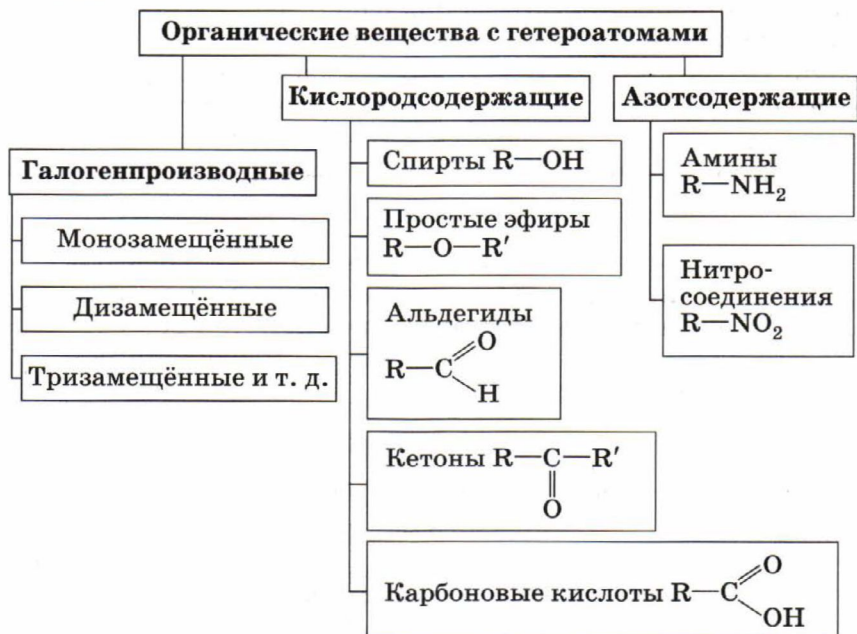 Органические вещества с гетероатомами
Галогенпроизводные
Монозамещённые
Дизамещённые
Тризамещённые и т. д.
Кислородсодержащие
Спирты R—OH
Простые эфиры
R—O—R′
Альдегиды
O
R—C
H
Кетоны R—C—R′
O
O
Карбоновые кислоты R—C
OH
Азотсодержащие
Амины
R—NH₂
Нитро-
соединения
R—NO₂